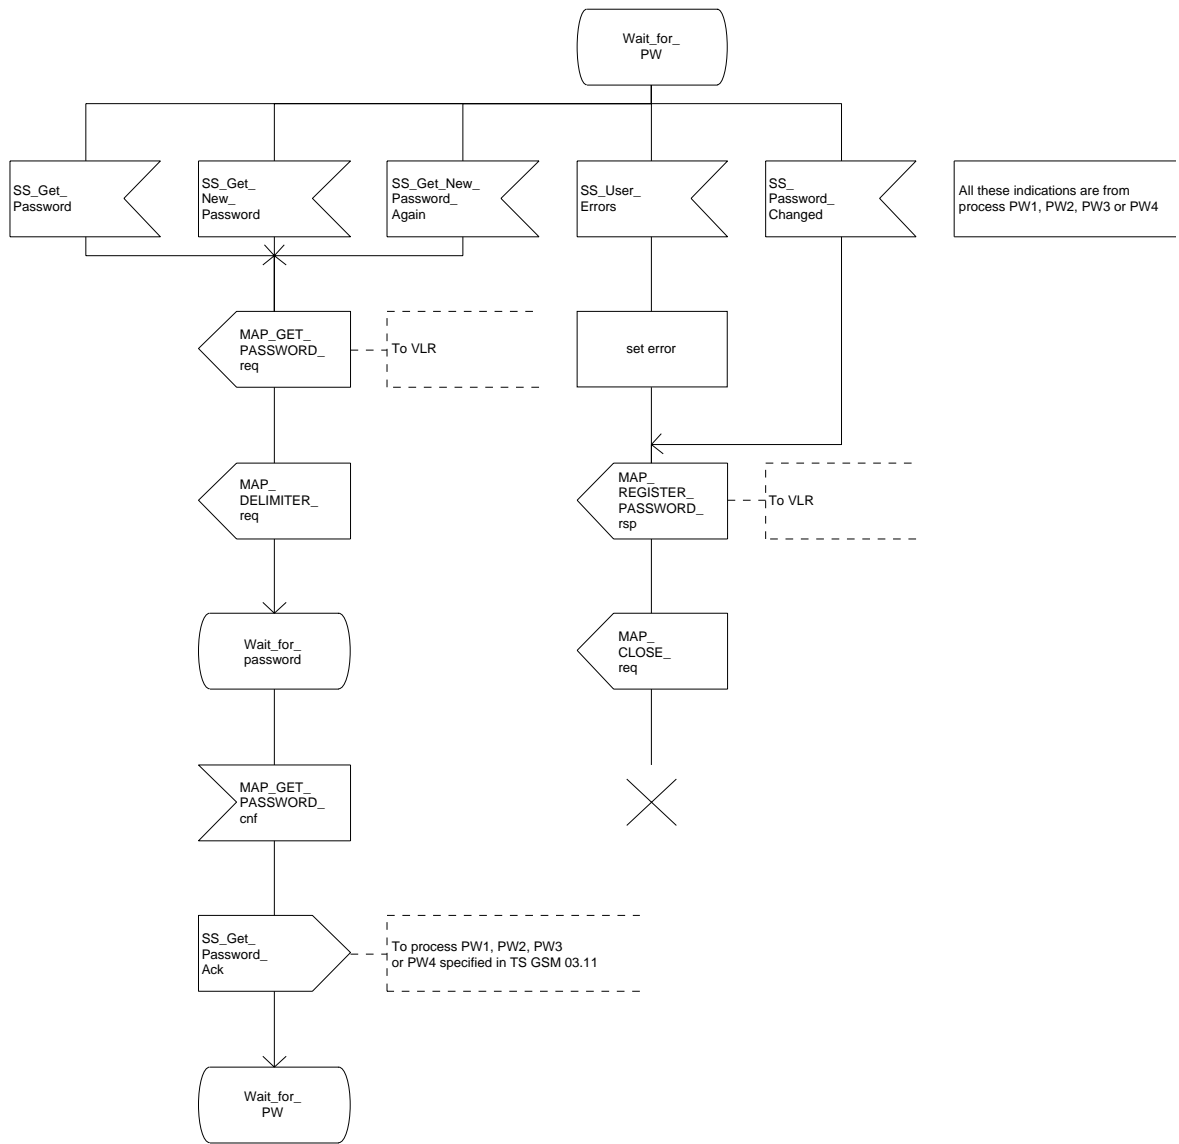 Wait_for_
PW
SS_Get_
Password
SS_Get_
New_
Password
SS_Get_New_
Password_
Again
SS_User_
Errors
SS_
Password_
Changed
All these indications are from
process PW1, PW2, PW3 or PW4
MAP_GET_
PASSWORD_
req
To VLR
set error
MAP_
DELIMITER_
req
MAP_
REGISTER_
PASSWORD_
rsp
To VLR
Wait_for_
password
MAP_
CLOSE_
req
MAP_GET_
PASSWORD_
cnf
SS_Get_
Password_
Ack
To process PW1, PW2, PW3
or PW4 specified in TS GSM 03.11
Wait_for_
PW